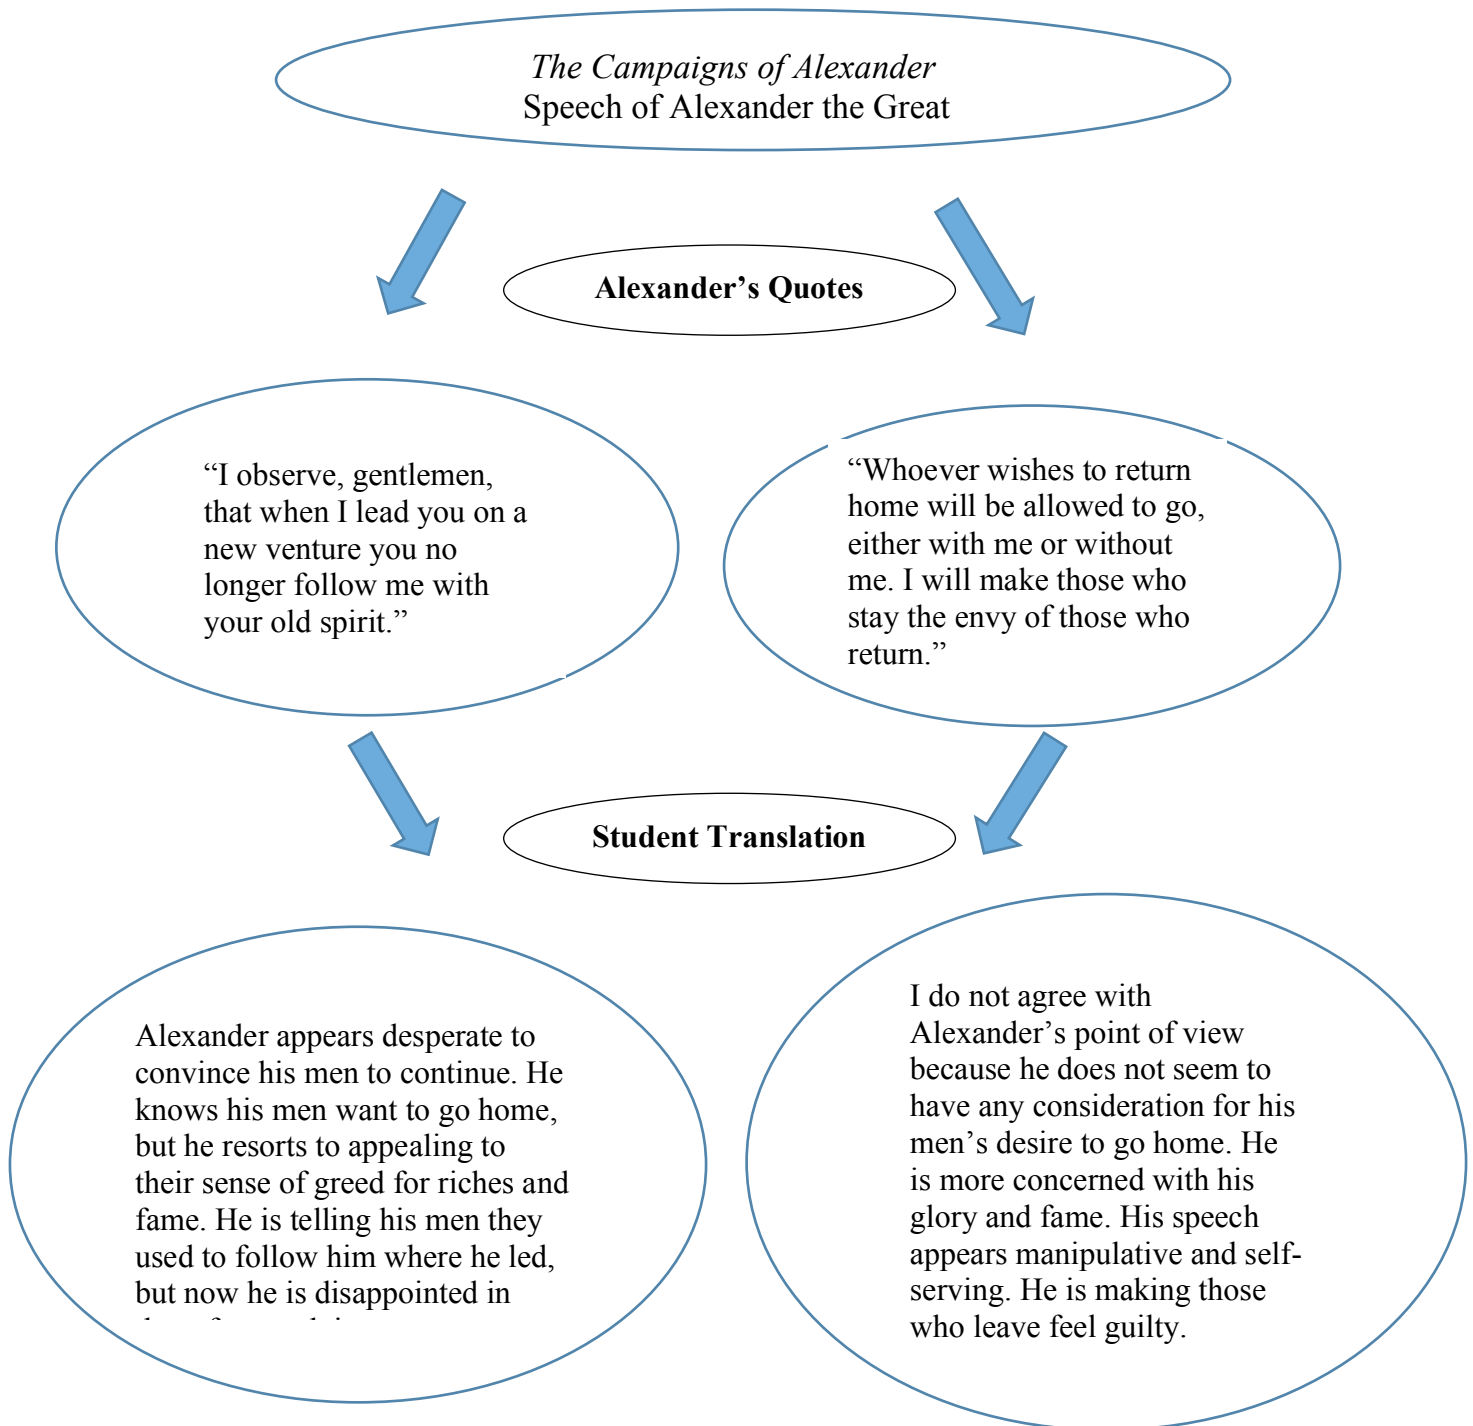 The Campaigns of Alexander
Speech of Alexander the Great
Alexander’s Quotes
“I observe, gentlemen,
that when I lead you on a
new venture you no
longer follow me with
your old spirit.”
“Whoever wishes to return
home will be allowed to go,
either with me or without
me. I will make those who
stay the envy of those who
return.”
Student Translation
Alexander appears desperate to
convince his men to continue. He
knows his men want to go home,
but he resorts to appealing to
their sense of greed for riches and
fame. He is telling his men they
used to follow him where he led,
but now he is disappointed in
I do not agree with
Alexander’s point of view
because he does not seem to
have any consideration for his
men’s desire to go home. He
is more concerned with his
glory and fame. His speech
appears manipulative and self-
serving. He is making those
who leave feel guilty.